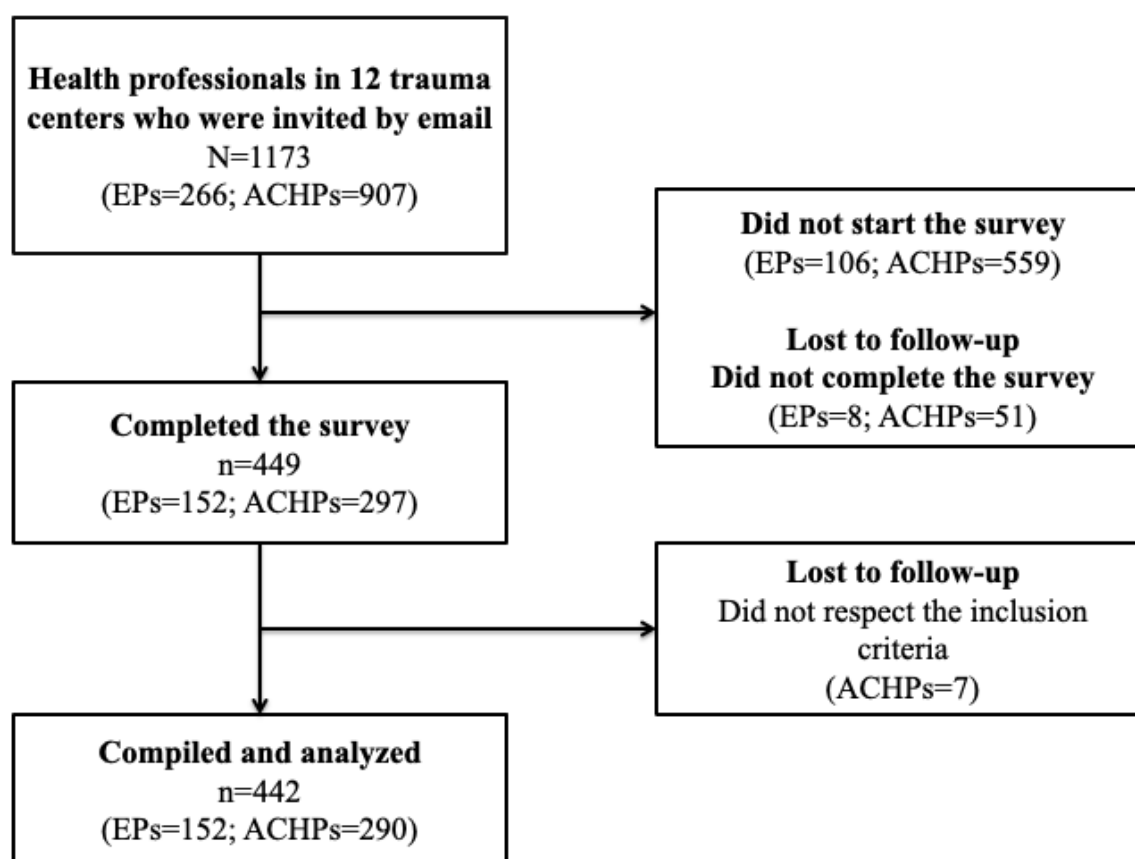 Health professionals in 12 trauma
centers who were invited by email
N=1173
(EPs=266; ACHPs=907)
Did not start the survey
(EPs=106; ACHPs=559)
Lost to follow-up
Did not complete the survey
(EPs=8; ACHPs=51)
Completed the survey
n=449
(EPs=152; ACHPs=297)
Lost to follow-up
Did not respect the inclusion
criteria
(ACHPs=7)
Compiled and analyzed
n=442
(EPs=152; ACHPs=290)